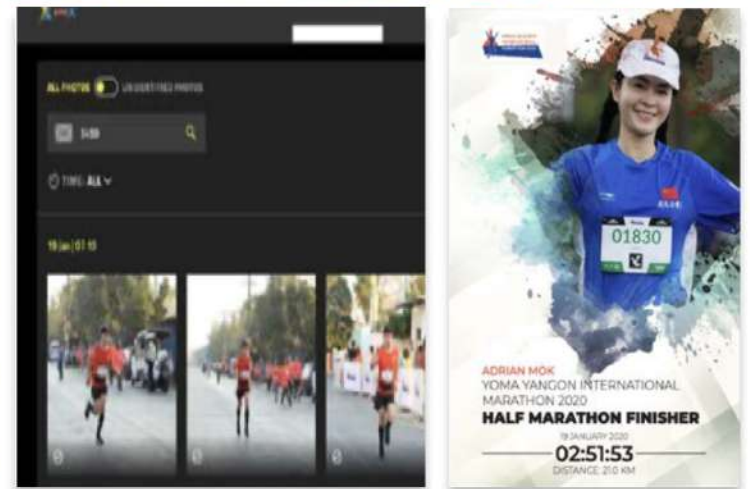 ALL PHOTOS UNIDENTIFIED PHOTOS
TIME: ALL
01830
ADRIAN MOK
YOMA YANGON INTERNATIONAL
MARATHON 2020
HALF MARATHON FINISHER
19 JANUARY 2020
02:51:53
DISTANCE 21.0 KM